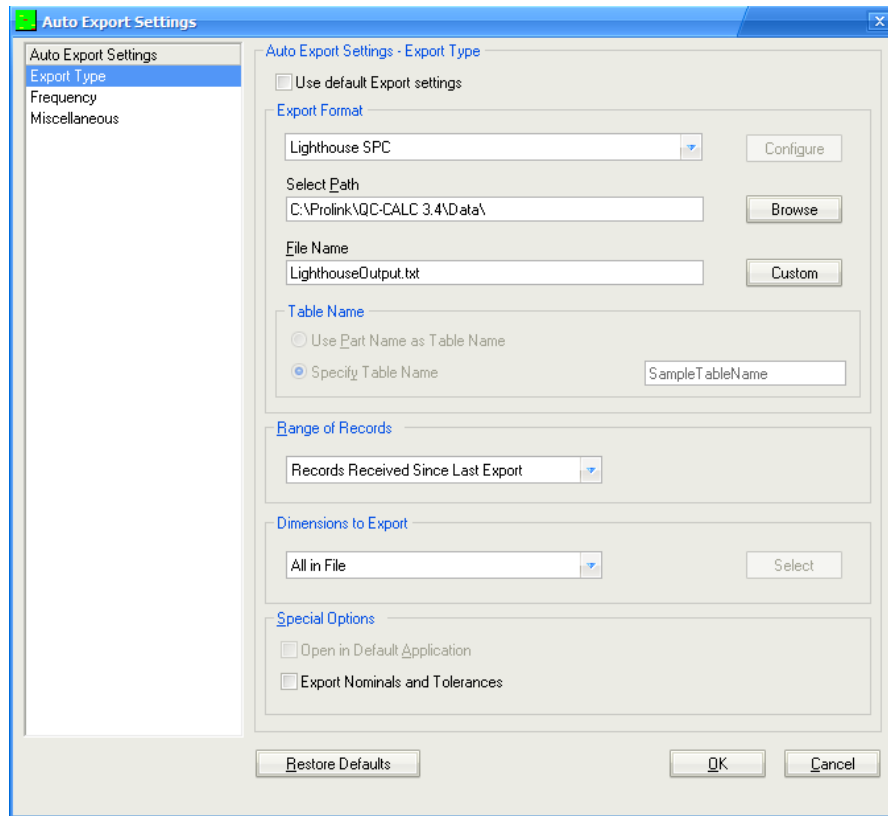 Auto Export Settings
Auto Export Settings
Export Type
Frequency
Miscellaneous
Auto Export Settings - Export Type
Use default Export settings
Export Format
Lighthouse SPC
Configure
Select Path
C:\Prolink\QC-CALC 3.4\Data\
Browse
File Name
LighthouseOutput.txt
Custom
Table Name
Use Part Name as Table Name
Specify Table Name
SampleTableName
Range of Records
Records Received Since Last Export
Dimensions to Export
All in File
Select
Special Options
Open in Default Application
Export Nominals and Tolerances
Restore Defaults
OK
Cancel